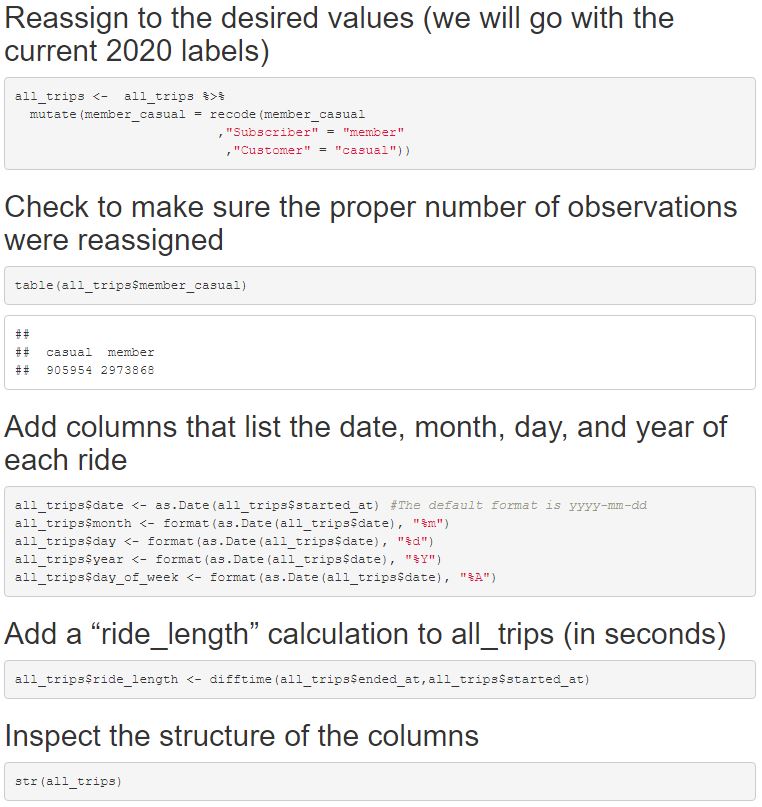 Reassign to the desired values (we will go with the
current 2020 labels)
all_trips <-  all_trips %>%
  mutate(member_casual = recode(member_casual
                           ,"Subscriber" = "member"
                            ,"Customer" = "casual"))
Check to make sure the proper number of observations
were reassigned
table(all_trips$member_casual)
##
##  casual  member
##  905954 2973868
Add columns that list the date, month, day, and year of
each ride
all_trips$date <- as.Date(all_trips$started_at) #The default format is yyyy-mm-dd
all_trips$month <- format(as.Date(all_trips$date), "%m")
all_trips$day <- format(as.Date(all_trips$date), "%d")
all_trips$year <- format(as.Date(all_trips$date), "%Y")
all_trips$day_of_week <- format(as.Date(all_trips$date), "%A")
Add a “ride_length” calculation to all_trips (in seconds)
all_trips$ride_length <- difftime(all_trips$ended_at,all_trips$started_at)
Inspect the structure of the columns
str(all_trips)